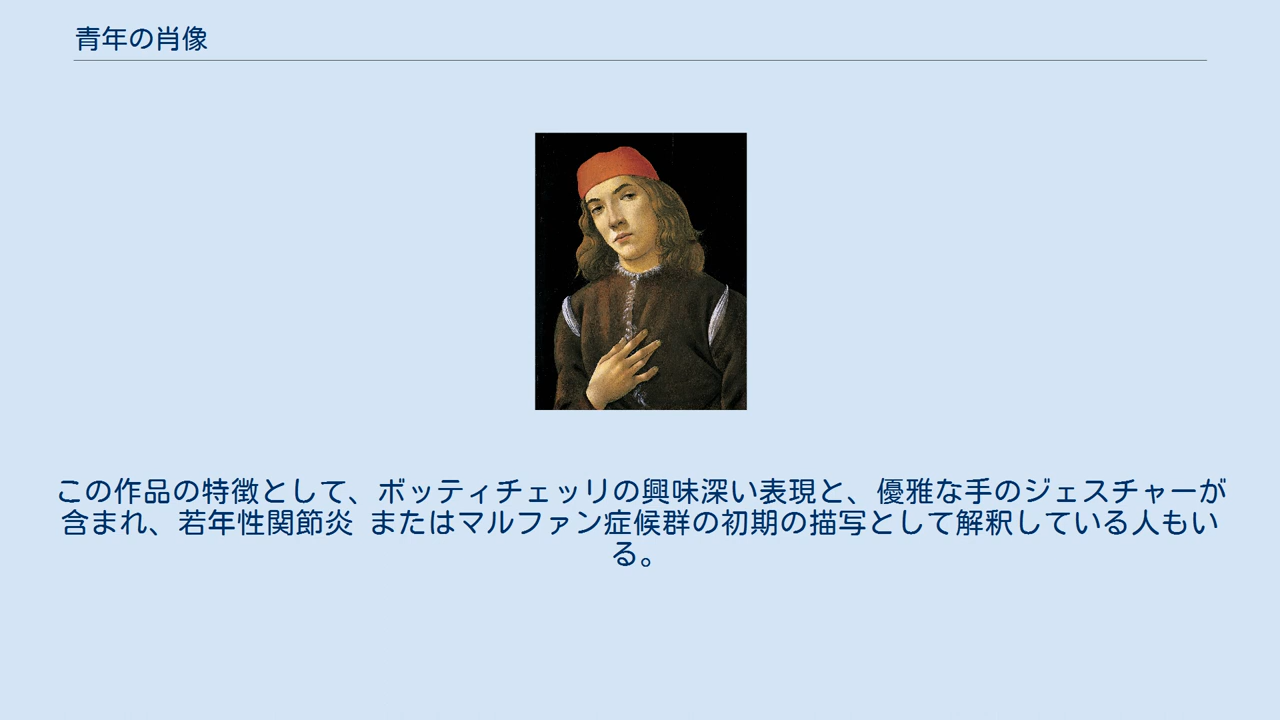 青年の肖像
この作品の特徴として、ボッティチェッリの興味深い表現と、優雅な手のジェスチャーが
含まれ、若年性関節炎 またはマルファン症候群の初期の描写として解釈している人もい
る。